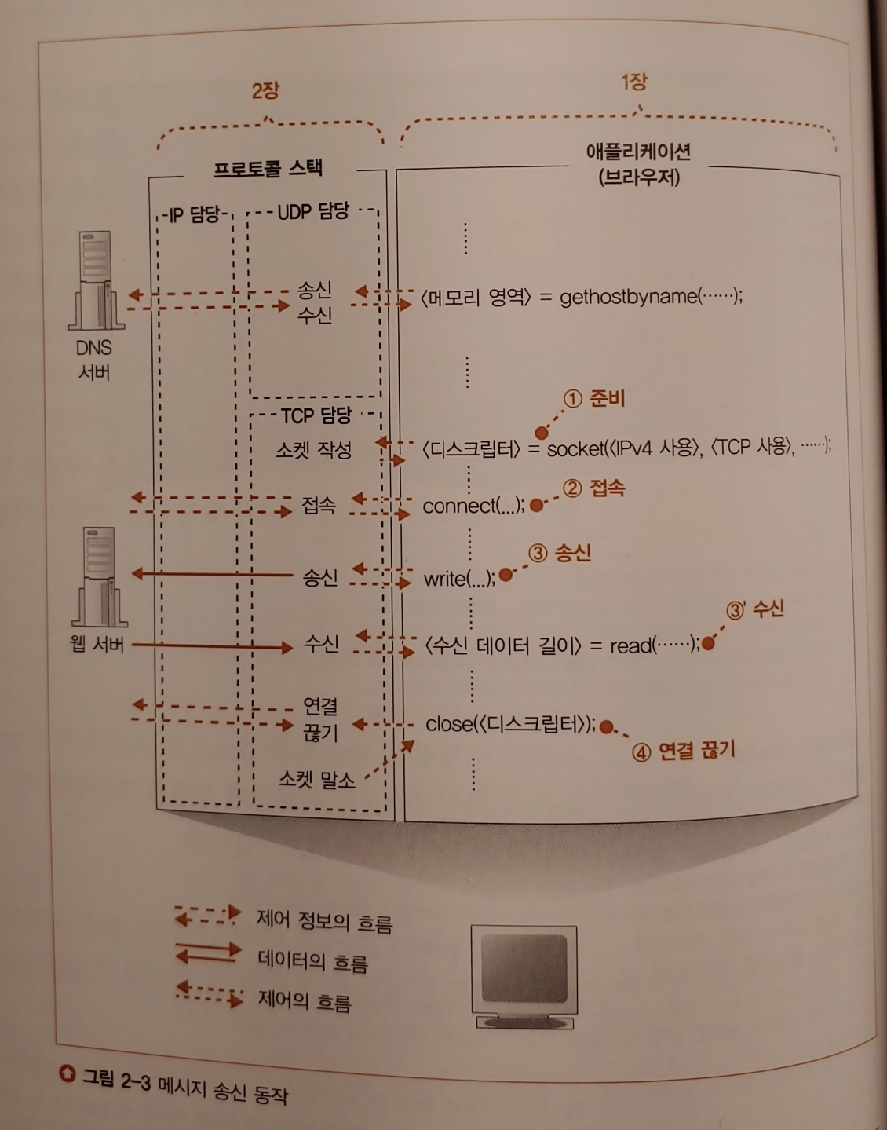 2장
1장
프로토콜 스택
애플리케이션
(브라우저)
IP 담당
UDP 담당
송신
수신
〈메모리 영역〉 = gethostbyname(……);
DNS
서버
① 준비
TCP 담당
소켓 작성
〈디스크립터〉 = socket(〈IPv4 사용〉, 〈TCP 사용〉, ……);
② 접속
접속
connect(...);
③ 송신
송신
write(...);
③' 수신
웹 서버
수신
〈수신 데이터 길이〉 = read(……);
연결
끊기
close(〈디스크립터〉);
④ 연결 끊기
소켓 말소
제어 정보의 흐름
데이터의 흐름
제어의 흐름
그림 2-3 메시지 송신 동작